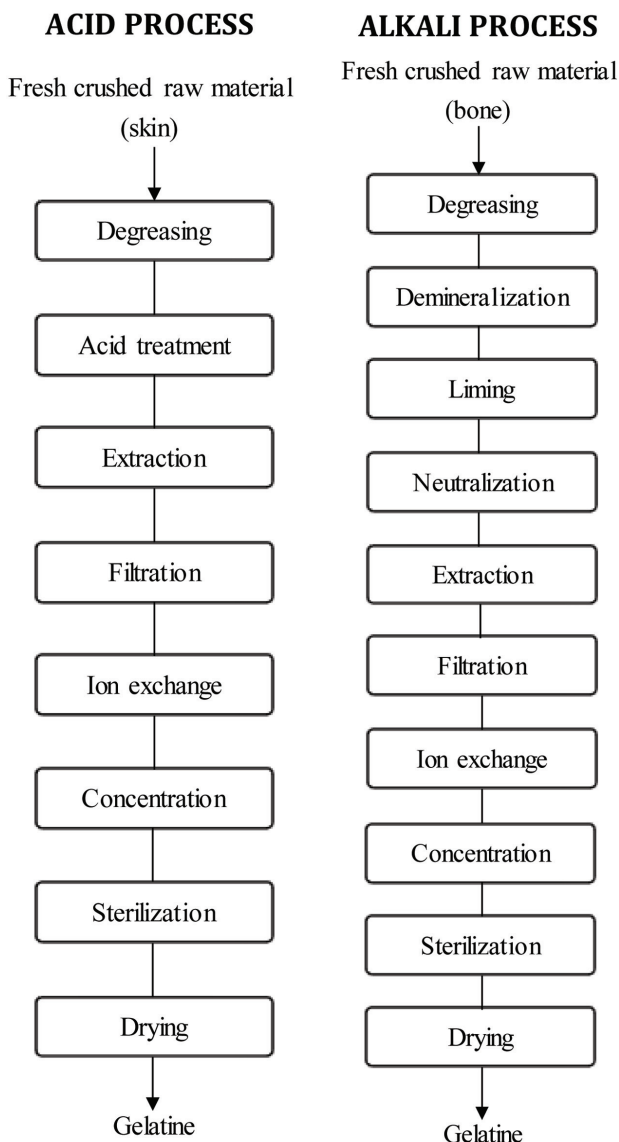 ACID PROCESS
Fresh crushed raw material
(skin)
Degreasing
Acid treatment
Extraction
Filtration
Ion exchange
Concentration
Sterilization
Drying
Gelatine
ALKALI PROCESS
Fresh crushed raw material
(bone)
Degreasing
Demineralization
Liming
Neutralization
Extraction
Filtration
Ion exchange
Concentration
Sterilization
Drying
Gelatine